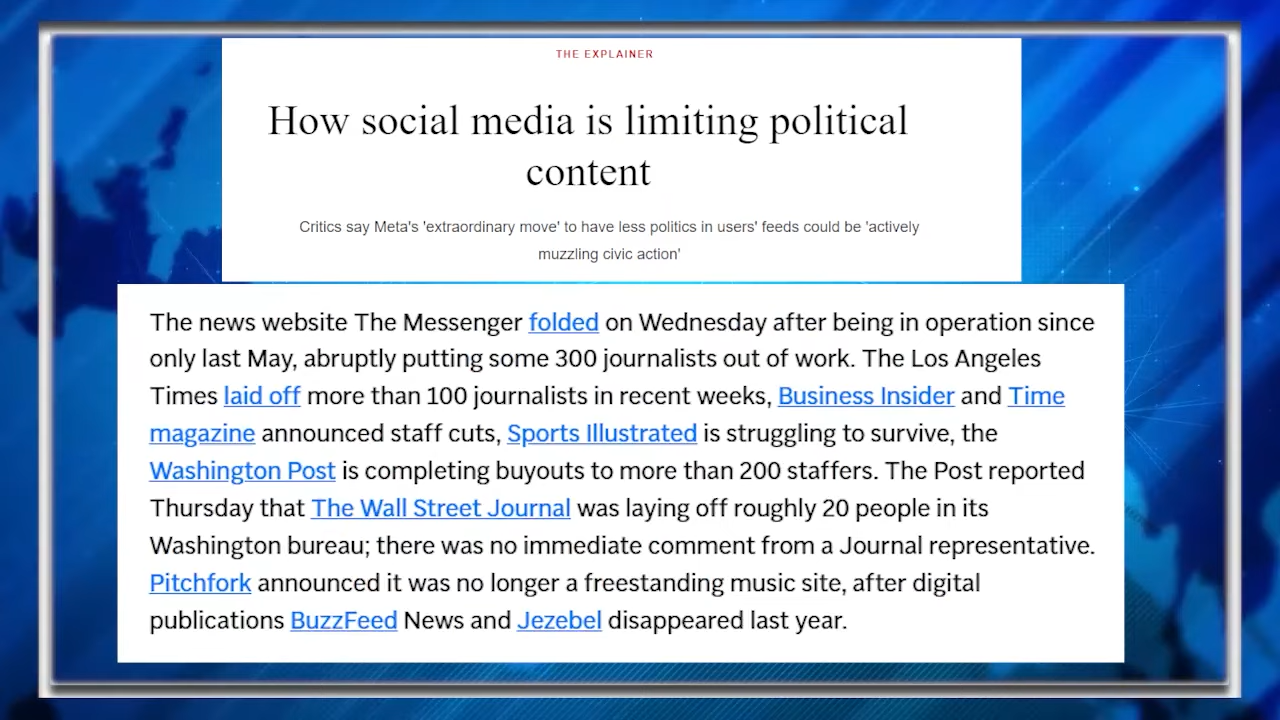 THE EXPLAINER
How social media is limiting political
content
Critics say Meta's 'extraordinary move' to have less politics in users' feeds could be 'actively
muzzling civic action'
The news website The Messenger folded on Wednesday after being in operation since
only last May, abruptly putting some 300 journalists out of work. The Los Angeles
Times laid off more than 100 journalists in recent weeks, Business Insider and Time
magazine announced staff cuts, Sports Illustrated is struggling to survive, the
Washington Post is completing buyouts to more than 200 staffers. The Post reported
Thursday that The Wall Street Journal was laying off roughly 20 people in its
Washington bureau; there was no immediate comment from a Journal representative.
Pitchfork announced it was no longer a freestanding music site, after digital
publications BuzzFeed News and Jezebel disappeared last year.